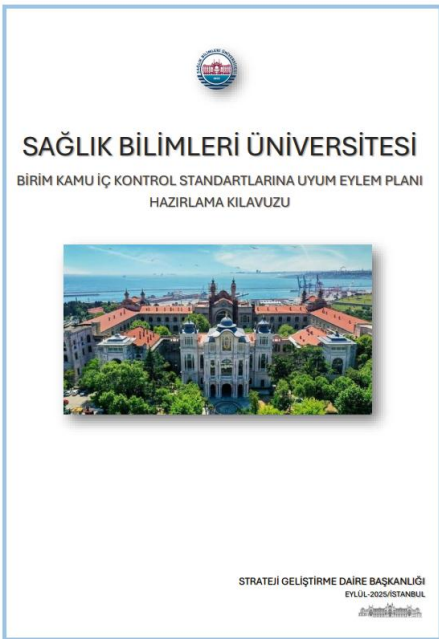 SAĞLIK BİLİMLERİ ÜNİVERSİTESİ
BİRİM KAMU İÇ KONTROL STANDARTLARINA UYUM EYLEM PLANI
HAZIRLAMA KILAVUZU
STRATEJİ GELİŞTİRME DAİRE BAŞKANLIĞI
EYLÜL-2025/İSTANBUL